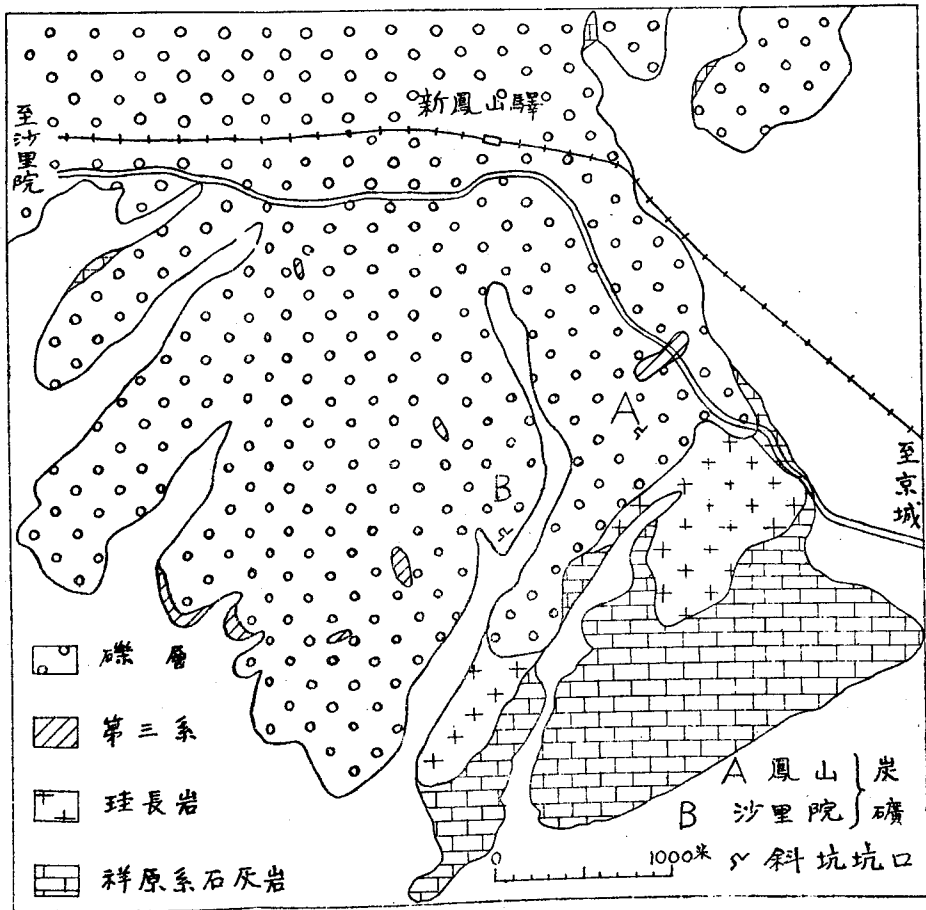 新鳳山驛
至沙里院
A
B
至京城
礫層
第三系
珪長岩
祥原系石灰岩
A 鳳山
B 沙里院
炭礦
0 1000米
斜坑坑口